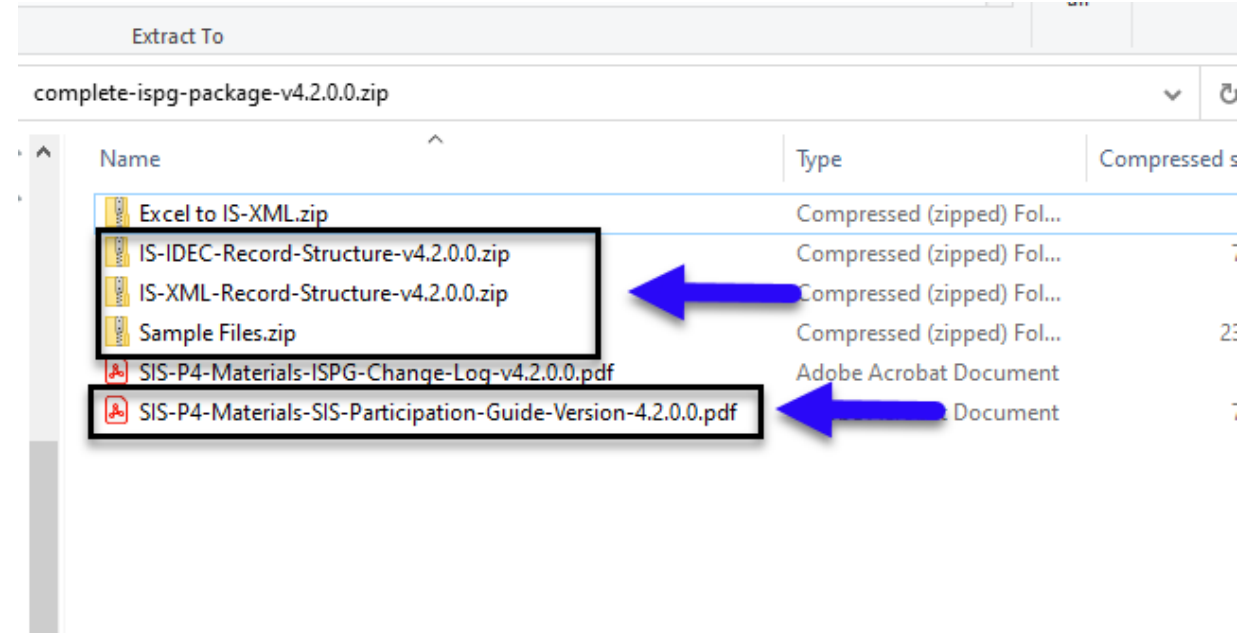 Extract To
complete-ispg-package-v4.2.0.0.zip
Name Type Compressed s
Excel to IS-XML.zip Compressed (zipped) Fol...
IS-IDEC-Record-Structure-v4.2.0.0.zip Compressed (zipped) Fol... 7
IS-XML-Record-Structure-v4.2.0.0.zip Compressed (zipped) Fol...
Sample Files.zip Compressed (zipped) Fol... 23
SIS-P4-Materials-ISPG-Change-Log-v4.2.0.0.pdf Adobe Acrobat Document
SIS-P4-Materials-SIS-Participation-Guide-Version-4.2.0.0.pdf Document 7